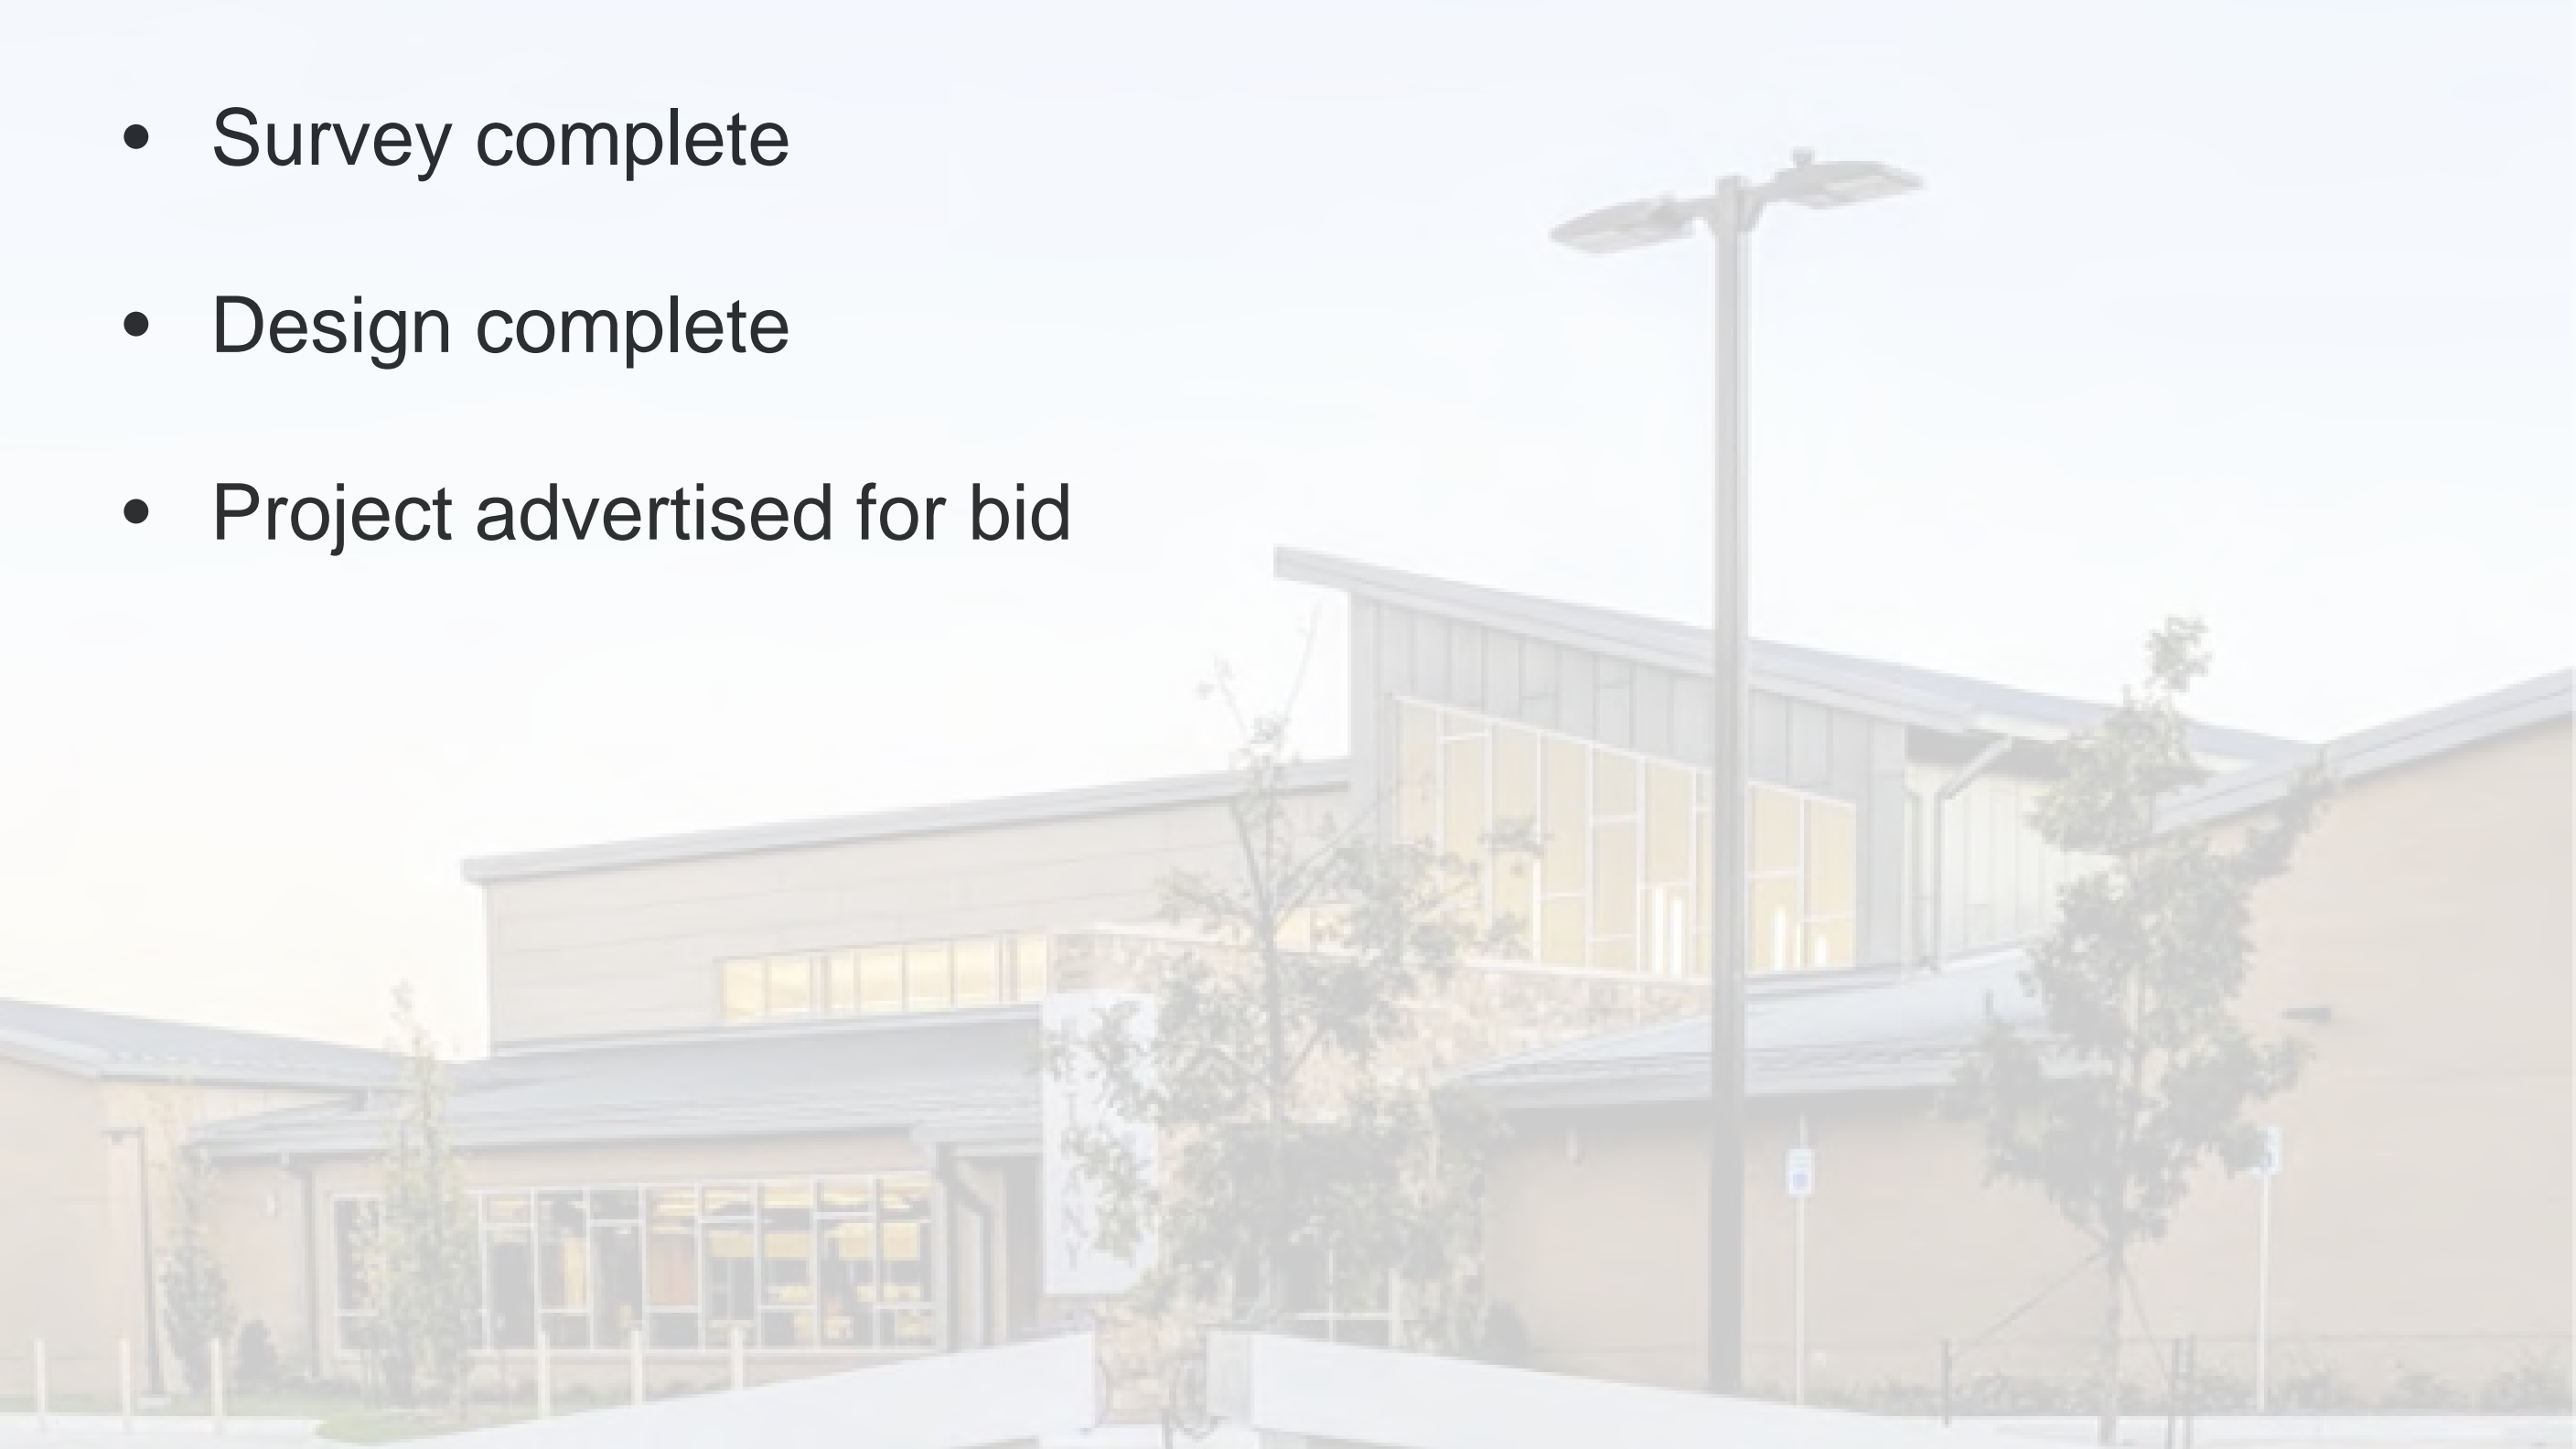 • Survey complete
• Design complete
• Project advertised for bid